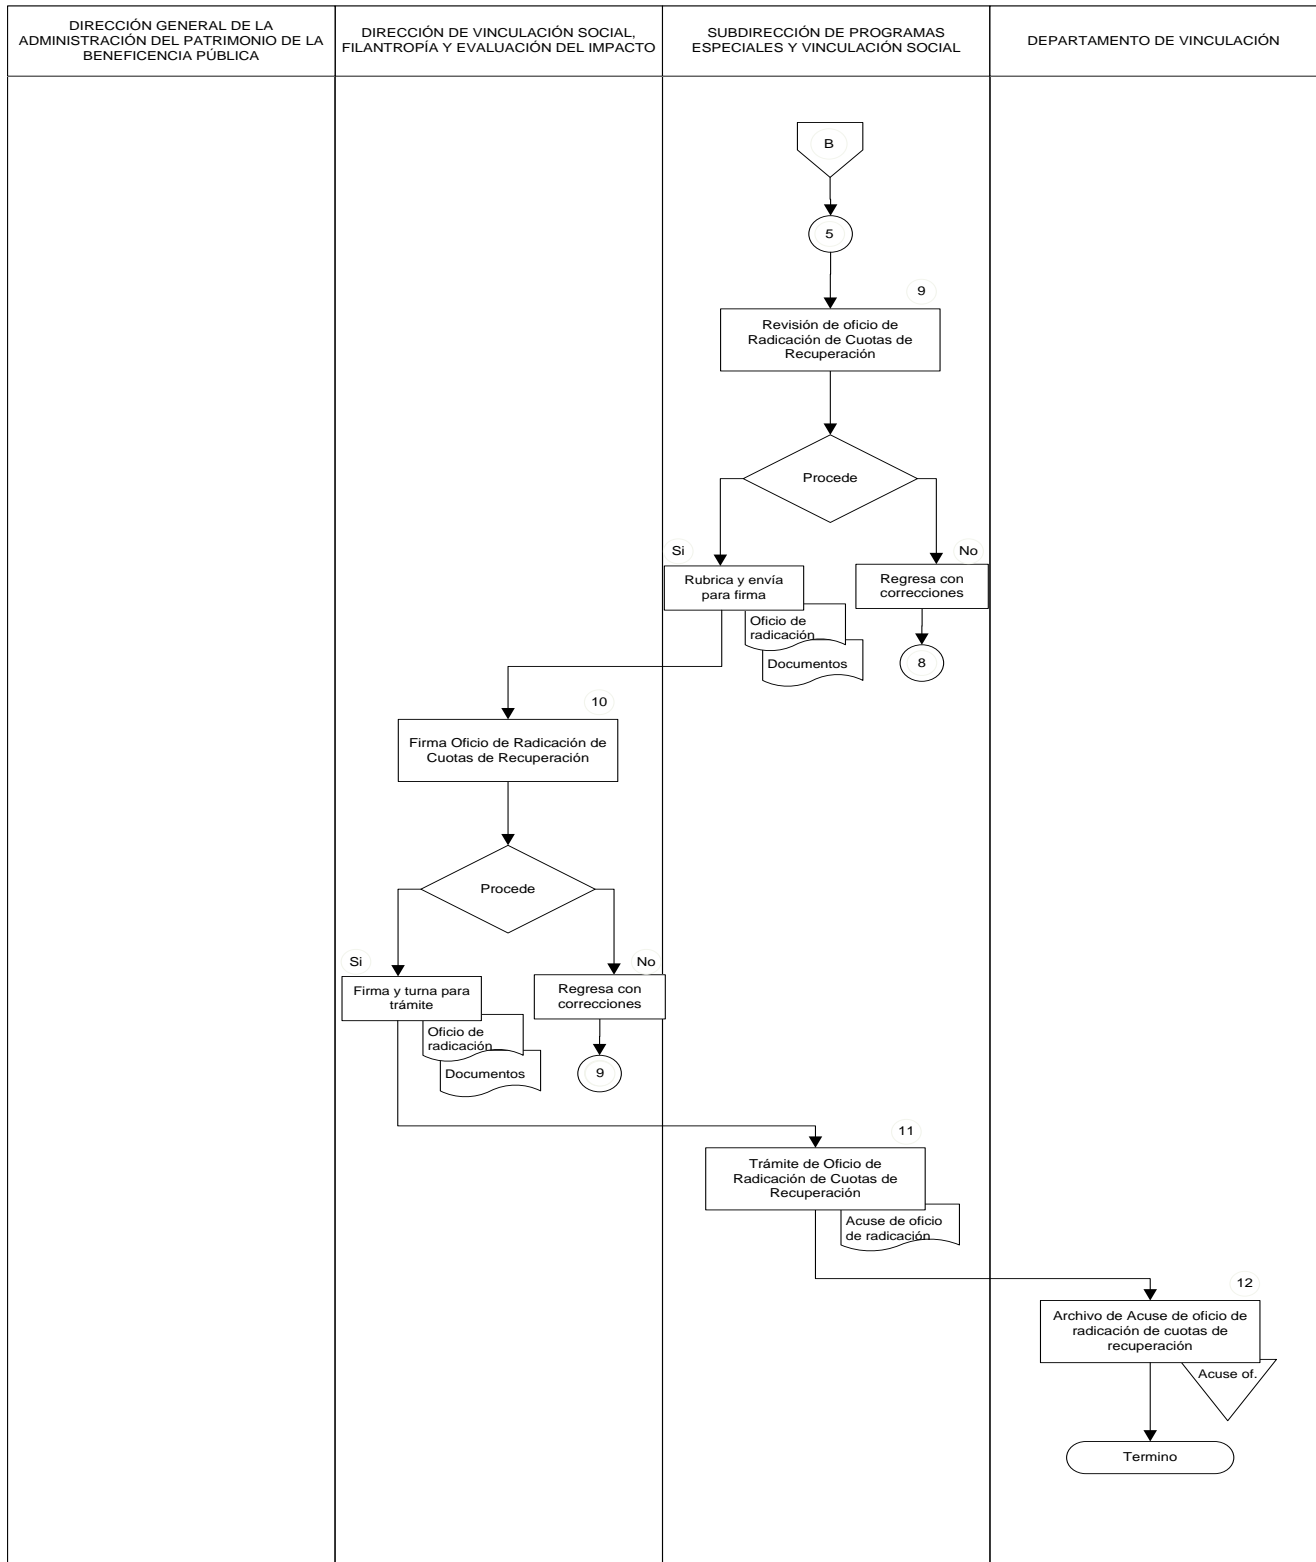 DIRECCIÓN GENERAL DE LA
ADMINISTRACIÓN DEL PATRIMONIO DE LA
BENEFICENCIA PÚBLICA
DIRECCIÓN DE VINCULACIÓN SOCIAL,
FILANTROPÍA Y EVALUACIÓN DEL IMPACTO
SUBDIRECCIÓN DE PROGRAMAS
ESPECIALES Y VINCULACIÓN SOCIAL
DEPARTAMENTO DE VINCULACIÓN
B
5
9
Revisión de oficio de
Radicación de Cuotas de
Recuperación
Procede
Si
No
Rubrica y envía
para firma
Regresa con
correcciones
Oficio de
radicación
Documentos
8
10
Firma Oficio de Radicación de
Cuotas de Recuperación
Procede
Si
No
Firma y turna para
trámite
Regresa con
correcciones
Oficio de
radicación
Documentos
9
11
Trámite de Oficio de
Radicación de Cuotas de
Recuperación
Acuse de oficio
de radicación
12
Archivo de Acuse de oficio de
radicación de cuotas de
recuperación
Acuse of.
Termino